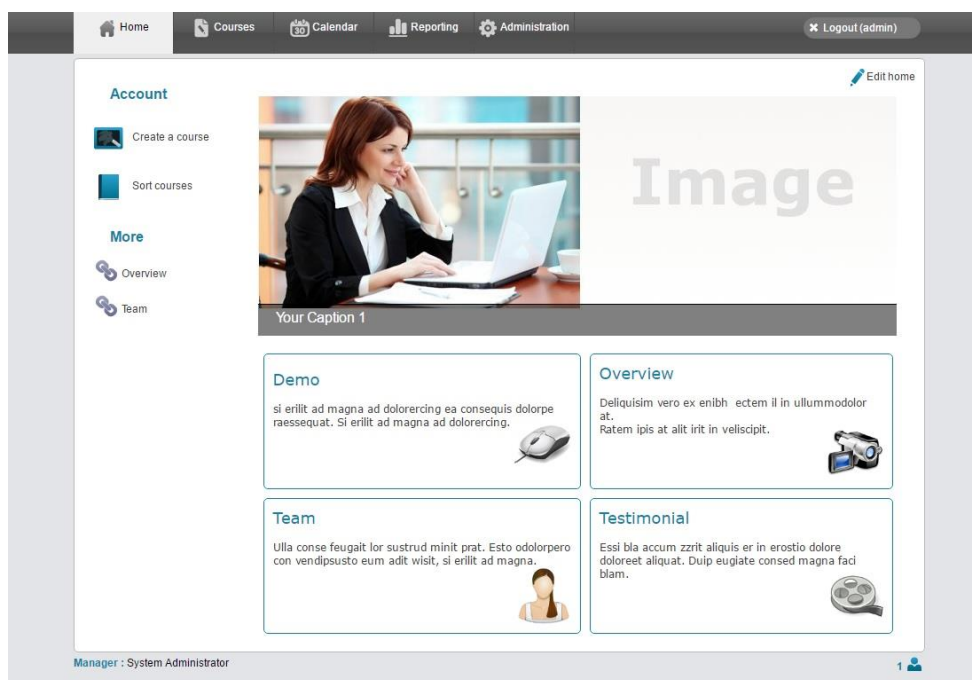 Home
Courses
30
Calendar
Reporting
Administration
Logout (admin)
Edit home
Account
Create a course
Sort courses
More
Overview
Team
Image
Your Caption 1
Demo
si erilit ad magna ad dolorercing ea consequis dolorpe
raessequat. Si erilit ad magna ad dolorercing.
Overview
Deliquisim vero ex enibh ectem il in ullummodolor
at.
Ratem ipis at alit irit in veliscipit.
Team
Ulla conse feugait lor sustrud minit prat. Esto odolorpero
con vendipsusto eum adit wisit, si erilit ad magna.
Testimonial
Essi bla accum zzrit aliquis er in erostio dolore
doloreet aliquat. Duip eugiate consed magna faci
blam.
Manager : System Administrator
1